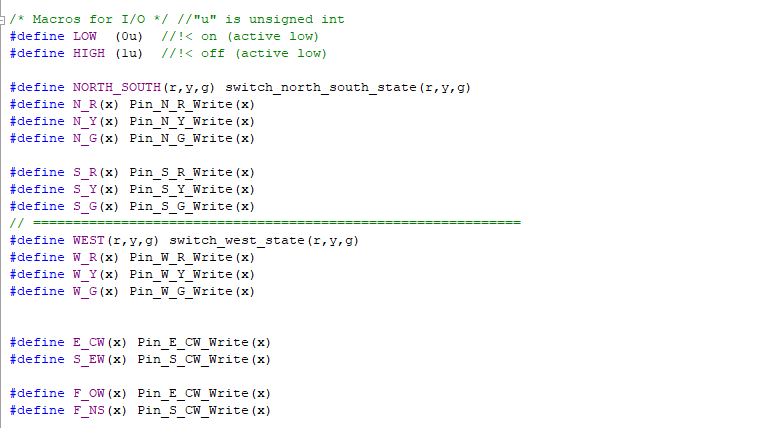 /* Macros for I/O */ //"u" is unsigned int
#define LOW  (0u)  //!< on (active low)
#define HIGH (1u)  //!< off (active low)
#define NORTH_SOUTH(r,y,g) switch_north_south_state(r,y,g)
#define N_R(x) Pin_N_R_Write(x)
#define N_Y(x) Pin_N_Y_Write(x)
#define N_G(x) Pin_N_G_Write(x)
#define S_R(x) Pin_S_R_Write(x)
#define S_Y(x) Pin_S_Y_Write(x)
#define S_G(x) Pin_S_G_Write(x)
// =============================================================
#define WEST(r,y,g) switch_west_state(r,y,g)
#define W_R(x) Pin_W_R_Write(x)
#define W_Y(x) Pin_W_Y_Write(x)
#define W_G(x) Pin_W_G_Write(x)
#define E_CW(x) Pin_E_CW_Write(x)
#define S_EW(x) Pin_S_CW_Write(x)
#define F_OW(x) Pin_E_CW_Write(x)
#define F_NS(x) Pin_S_CW_Write(x)